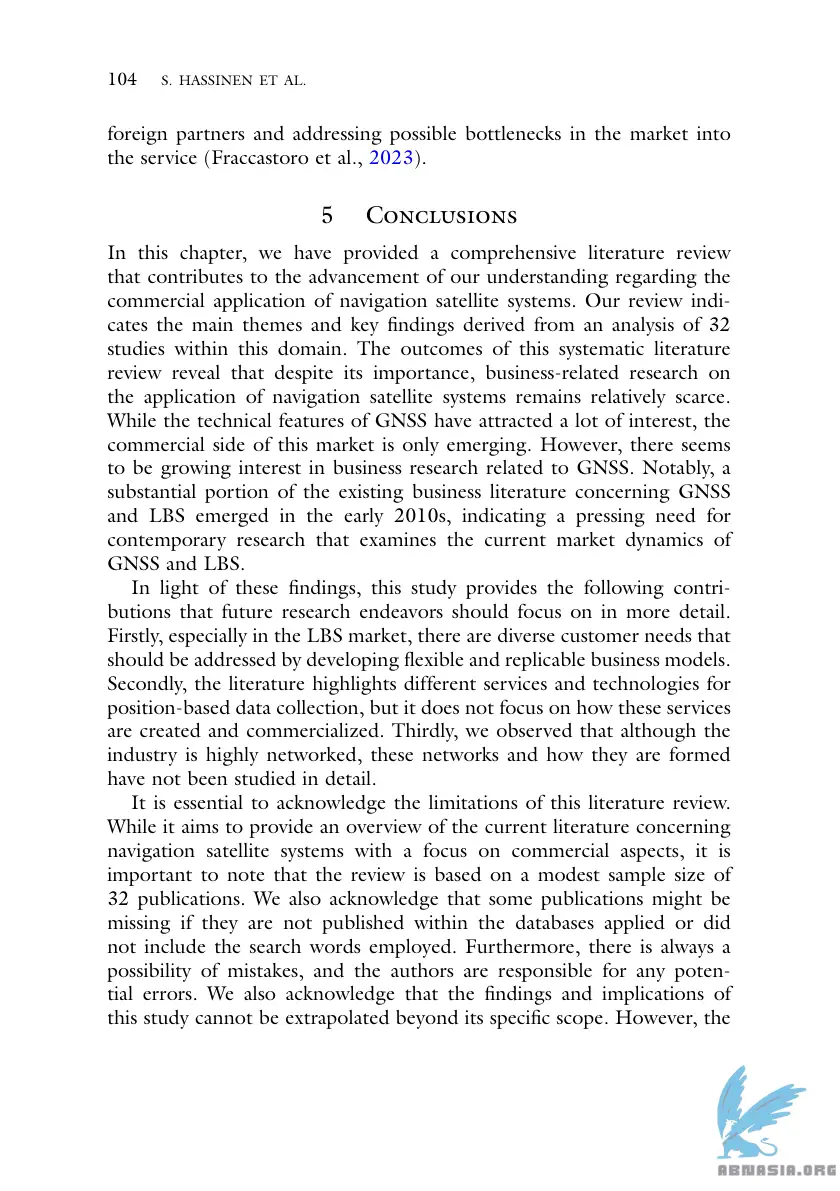 104 S. HASSINEN ET AL.
foreign partners and addressing possible bottlenecks in the market into
the service (Fraccastoro et al., 2023).
5 Conclusions
In this chapter, we have provided a comprehensive literature review
that contributes to the advancement of our understanding regarding the
commercial application of navigation satellite systems. Our review indi-
cates the main themes and key findings derived from an analysis of 32
studies within this domain. The outcomes of this systematic literature
review reveal that despite its importance, business-related research on
the application of navigation satellite systems remains relatively scarce.
While the technical features of GNSS have attracted a lot of interest, the
commercial side of this market is only emerging. However, there seems
to be growing interest in business research related to GNSS. Notably, a
substantial portion of the existing business literature concerning GNSS
and LBS emerged in the early 2010s, indicating a pressing need for
contemporary research that examines the current market dynamics of
GNSS and LBS.
In light of these findings, this study provides the following contri-
butions that future research endeavors should focus on in more detail.
Firstly, especially in the LBS market, there are diverse customer needs that
should be addressed by developing flexible and replicable business models.
Secondly, the literature highlights different services and technologies for
position-based data collection, but it does not focus on how these services
are created and commercialized. Thirdly, we observed that although the
industry is highly networked, these networks and how they are formed
have not been studied in detail.
It is essential to acknowledge the limitations of this literature review.
While it aims to provide an overview of the current literature concerning
navigation satellite systems with a focus on commercial aspects, it is
important to note that the review is based on a modest sample size of
32 publications. We also acknowledge that some publications might be
missing if they are not published within the databases applied or did
not include the search words employed. Furthermore, there is always a
possibility of mistakes, and the authors are responsible for any poten-
tial errors. We also acknowledge that the findings and implications of
this study cannot be extrapolated beyond its specific scope. However, the
ABNASIA.ORG